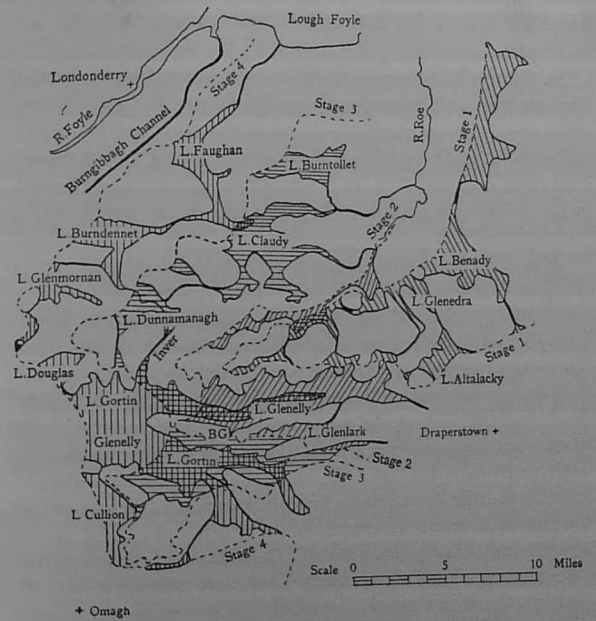 Lough Foyle
Stage 4
Londonderry
R. Foyle
Burngibbagh Channel
Stage 3
R. Roe
Stage 1
L. Faughan
L. Burntollet
Stage 2
L. Burndennet
L. Claudy
L. Benady
L. Glenmornan
L. Glenedra
L. Dunnamanagh
Inver
Stage 1
L. Douglas
L. Altalacky
L. Gortin
L. Glenelly
Glenelly
BG
L. Glenlark
Draperstown
L. Gortin
Stage 2
Stage 3
L. Cullion
Stage 4
Scale 0 5 10 Miles
Omagh